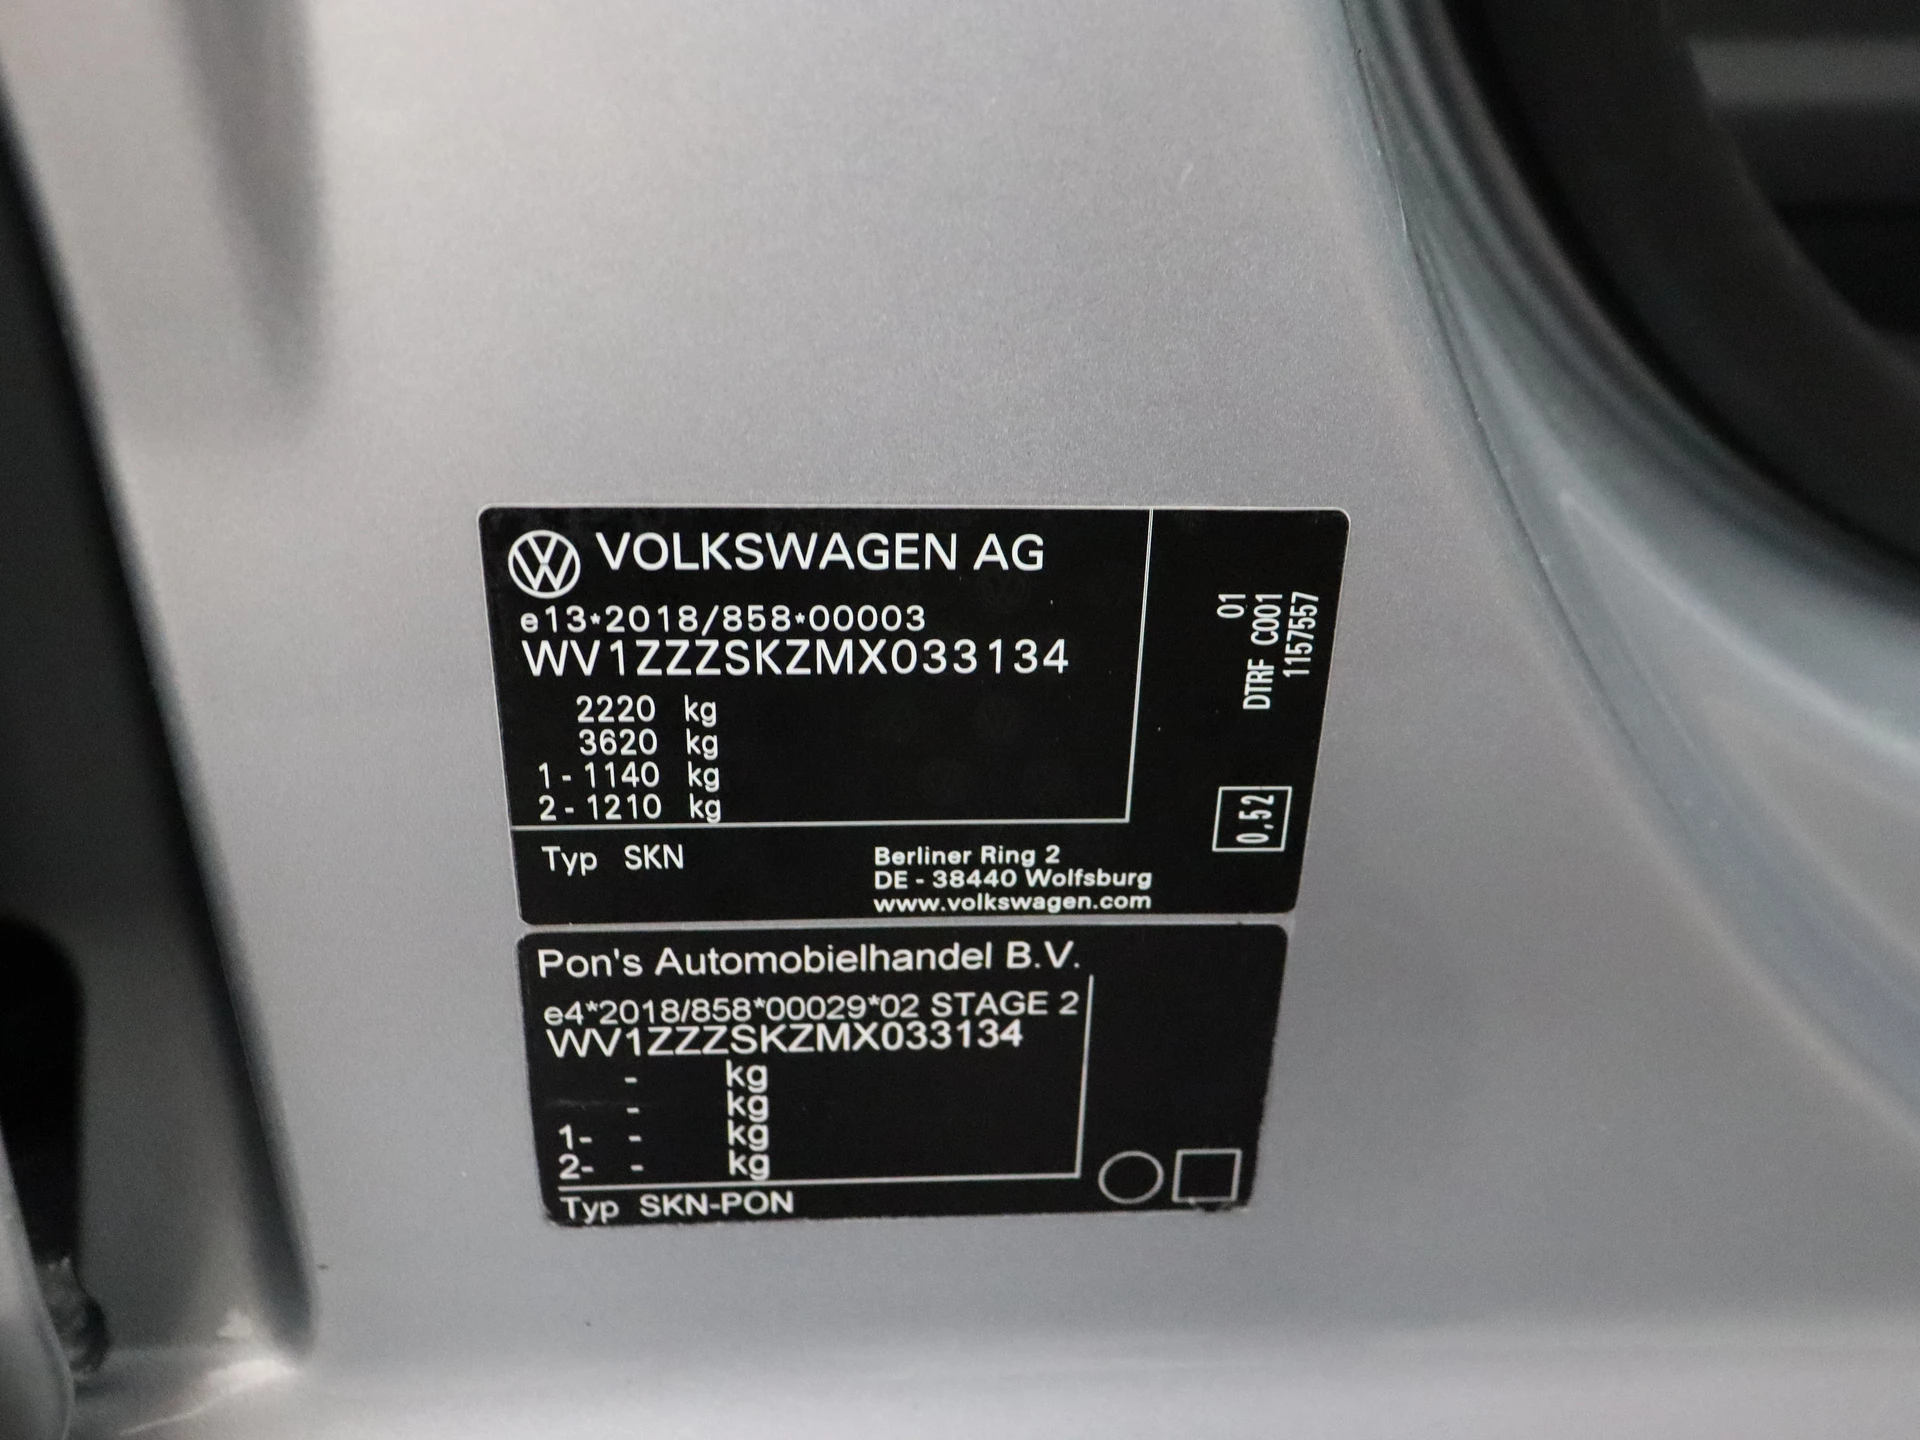 VOLKSWAGEN AG
e13*2018/858*00003
WV1ZZZSKZMX033134
2220 kg
3620 kg
1 - 1140 kg
2 - 1210 kg
Typ SKN
Berliner Ring 2
DE - 38440 Wolfsburg
www.volkswagen.com
01
DTRF C001
1157557
0,52
Pon's Automobielhandel B.V.
e4*2018/858*00029*02 STAGE 2
WV1ZZZSKZMX033134
- kg
- kg
1- - kg
2- - kg
Typ SKN-PON